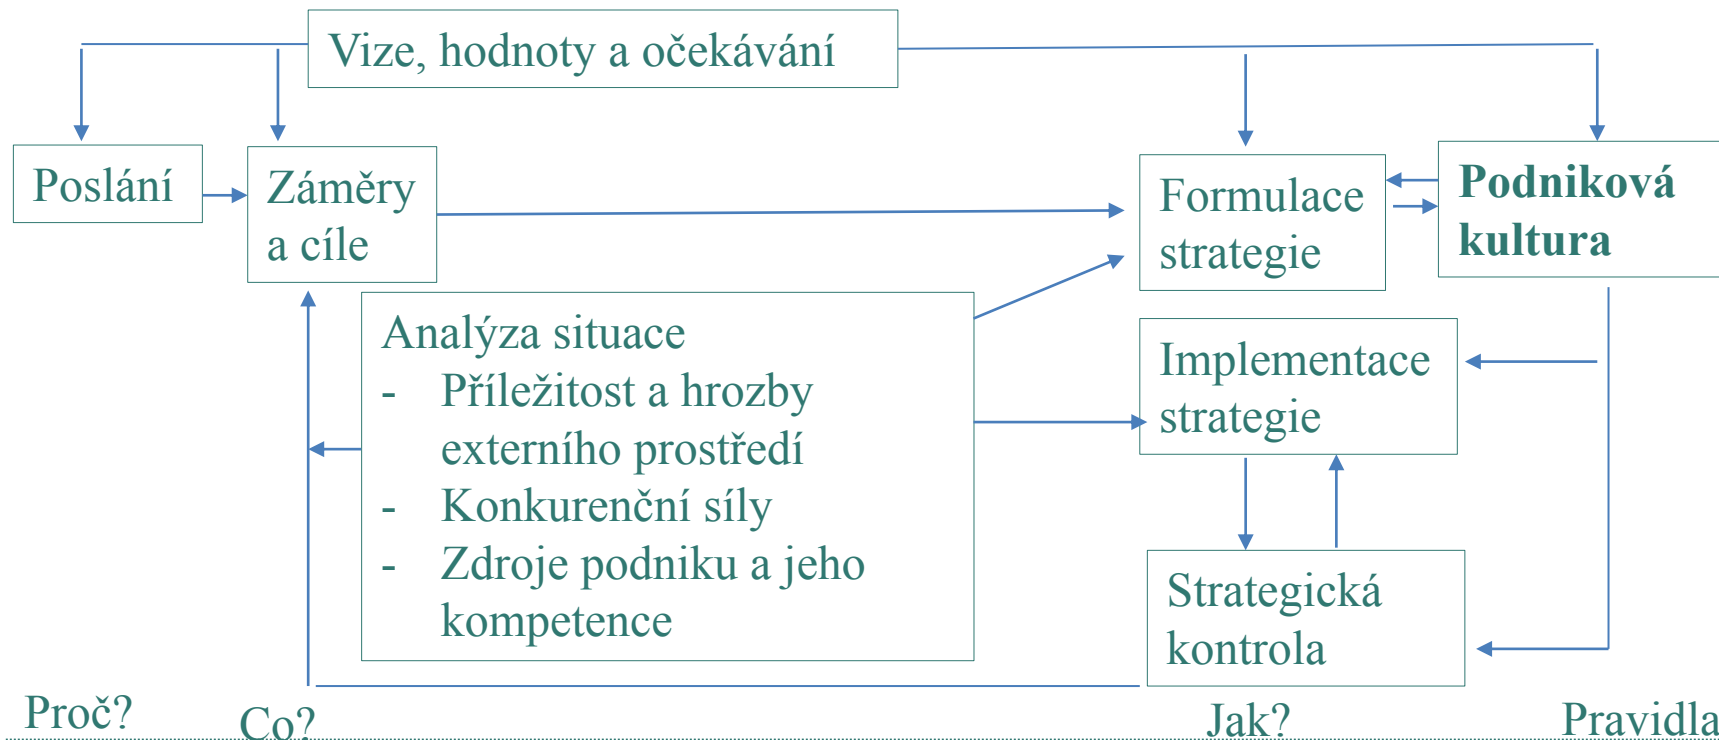 Vize, hodnoty a očekávání
Poslání
Záměry
a cíle
Formulace
strategie
Podniková
kultura
Analýza situace
- Příležitost a hrozby
externího prostředí
- Konkurenční síly
- Zdroje podniku a jeho
kompetence
Implementace
strategie
Strategická
kontrola
Proč?
Co?
Jak?
Pravidla